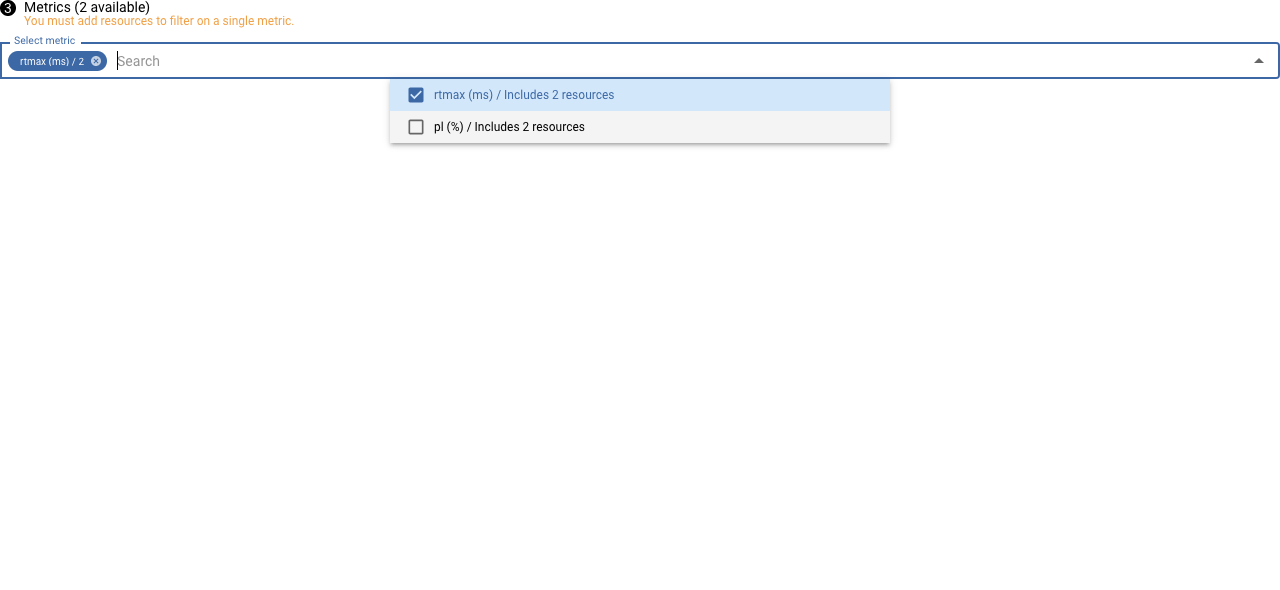 3 Metrics (2 available)
You must add resources to filter on a single metric.
Select metric
rtmax (ms) / 2 Search
rtmax (ms) / Includes 2 resources
pl (%) / Includes 2 resources